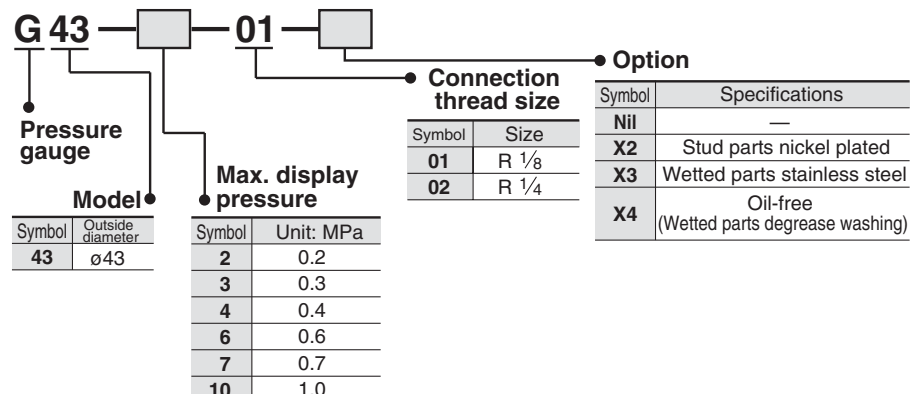 G 43 — — 01 —
Pressure
gauge
Model
Symbol Outside diameter
43 ø43
Max. display
pressure
Symbol Unit: MPa
2 0.2
3 0.3
4 0.4
6 0.6
7 0.7
10 1.0
Connection
thread size
Symbol Size
01 R 1⁄8
02 R 1⁄4
Option
Symbol Specifications
Nil —
X2 Stud parts nickel plated
X3 Wetted parts stainless steel
X4 Oil-free
(Wetted parts degrease washing)